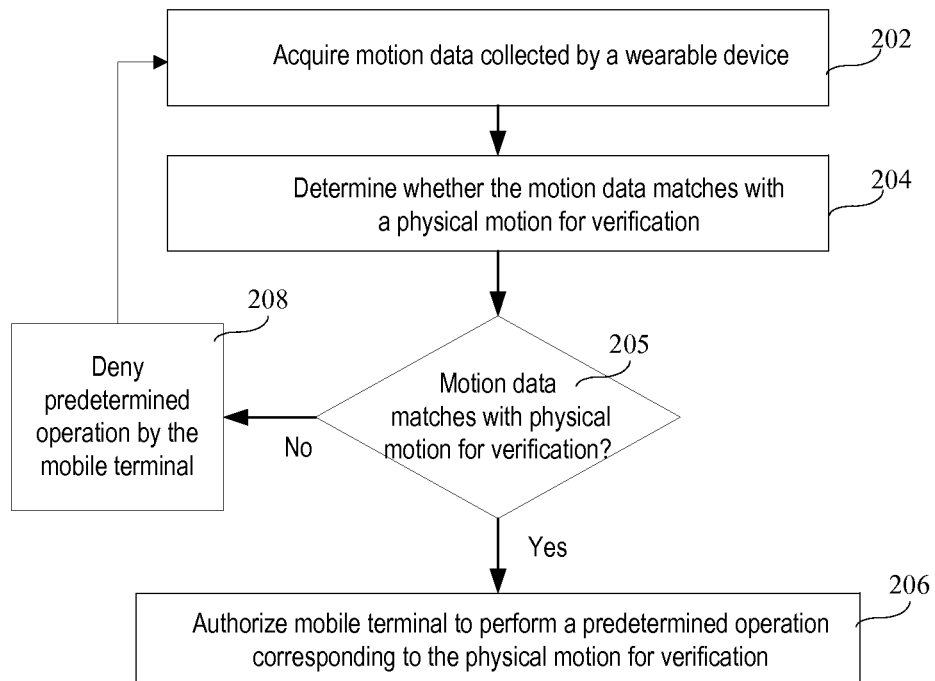 202
Acquire motion data collected by a wearable device
Determine whether the motion data matches with
a physical motion for verification
204
208
Deny
predetermined
operation by the
mobile terminal
205
Motion data
matches with physical
motion for verification?
No
Yes
206
Authorize mobile terminal to perform a predetermined operation
corresponding to the physical motion for verification